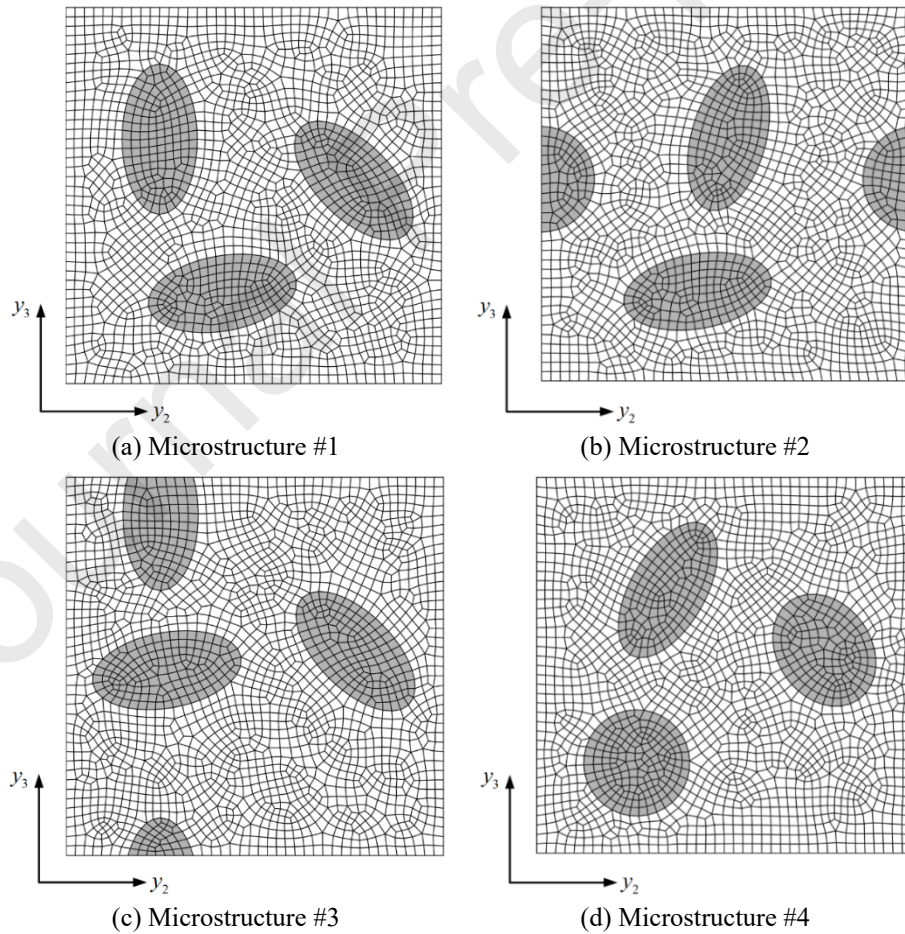 y₃
y₂
y₃
y₂
(a) Microstructure #1
(b) Microstructure #2
y₃
y₂
y₃
y₂
(c) Microstructure #3
(d) Microstructure #4